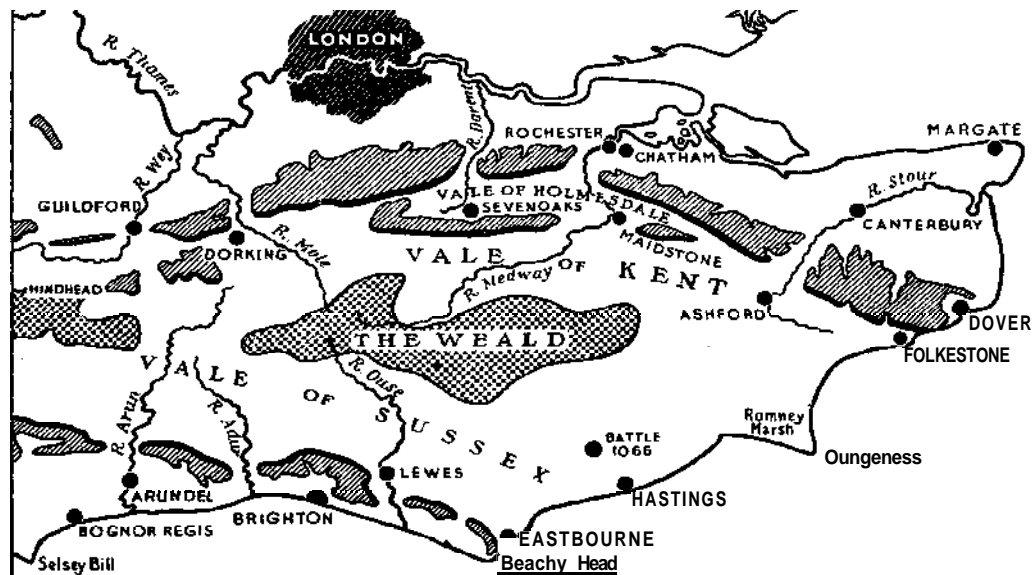 LONDON
R. Thames
ROCHESTER
CHATHAM
MARGATE
R. Darent
R. Wey
R. Stour
VALE OF HOLMESDALE
SEVENOAKS
GUILDFORD
CANTERBURY
R. Mole
MAIDSTONE
DORKING
VALE OF KENT
R. Medway
HINDHEAD
ASHFORD
DOVER
FOLKESTONE
THE WEALD
R. Ouse
VALE OF SUSSEX
R. Arun
R. Adur
Romney
Marsh
BATTLE
1066
Oungeness
LEWES
HASTINGS
ARUNDEL
BRIGHTON
BOGNOR REGIS
EASTBOURNE
Selsey Bill
Beachy Head